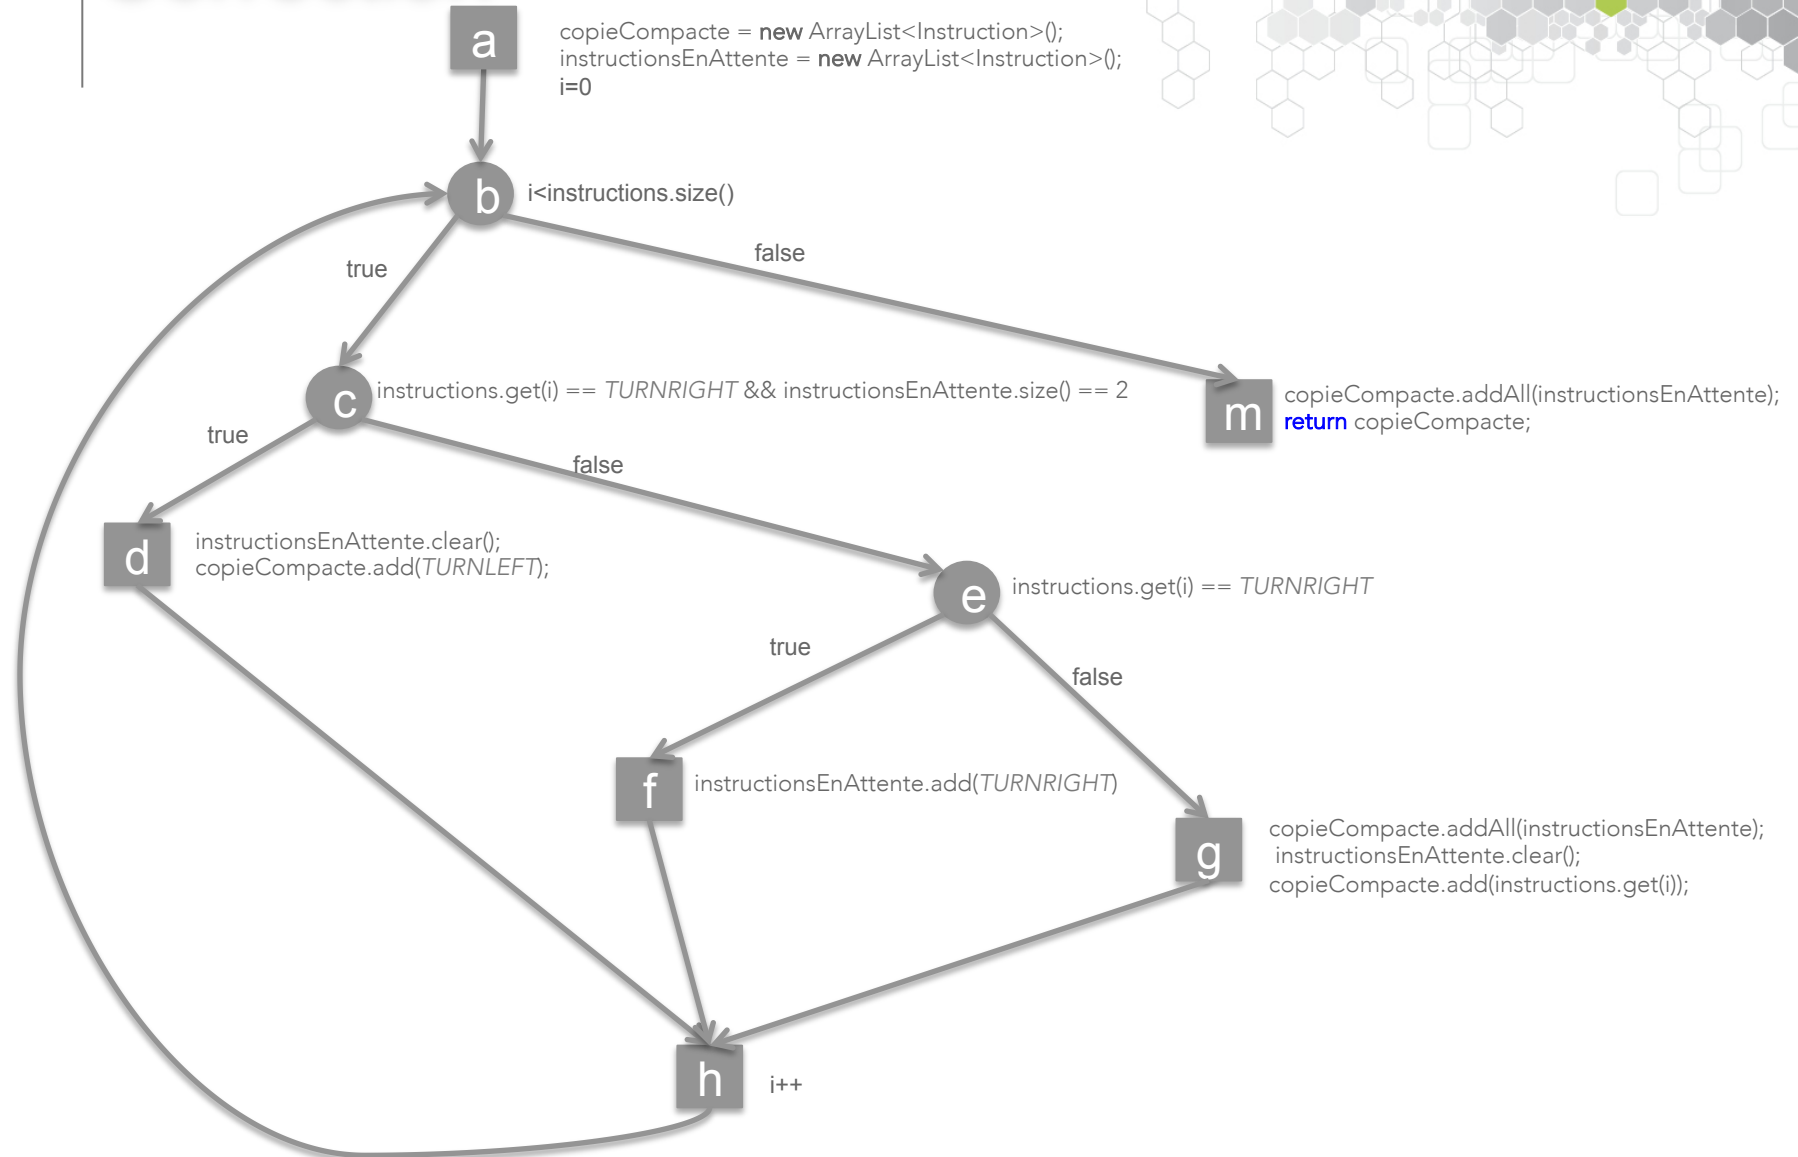 a
copieCompacte = new ArrayList<Instruction>();
instructionsEnAttente = new ArrayList<Instruction>();
i=0
b
i<instructions.size()
true
false
c
instructions.get(i) == TURNRIGHT && instructionsEnAttente.size() == 2
m
copieCompacte.addAll(instructionsEnAttente);
return copieCompacte;
true
false
d
instructionsEnAttente.clear();
copieCompacte.add(TURNLEFT);
e
instructions.get(i) == TURNRIGHT
true
false
f
instructionsEnAttente.add(TURNRIGHT)
g
copieCompacte.addAll(instructionsEnAttente);
instructionsEnAttente.clear();
copieCompacte.add(instructions.get(i));
h
i++